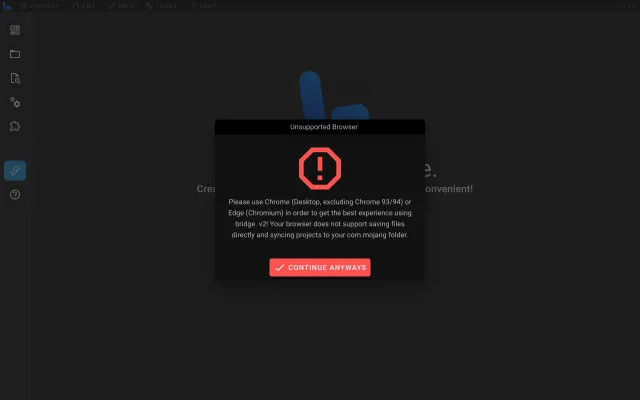 PROJECT FILE EDIT TOOLS HELP
Unsupported Browser
e.
Crea
onvenient!
Please use Chrome (Desktop, excluding Chrome 93/94) or
Edge (Chromium) in order to get the best experience using
bridge. v2! Your browser does not support saving files
directly and syncing projects to your com.mojang folder.
CONTINUE ANYWAYS